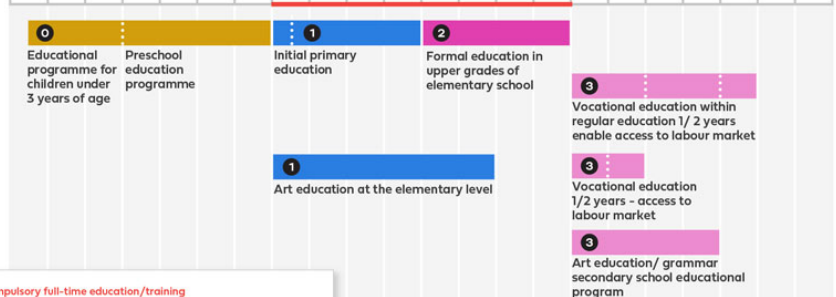 0
1
2
Educational
programme for
children under
3 years of age
Preschool
education
programme
Initial primary
education
Formal education in
upper grades of
elementary school
3
Vocational education within
regular education 1/ 2 years
enable access to labour market
1
Art education at the elementary level
3
Vocational education
1/2 years - access to
labour market
3
Art education/ grammar
secondary school educational
program
full-time education/training